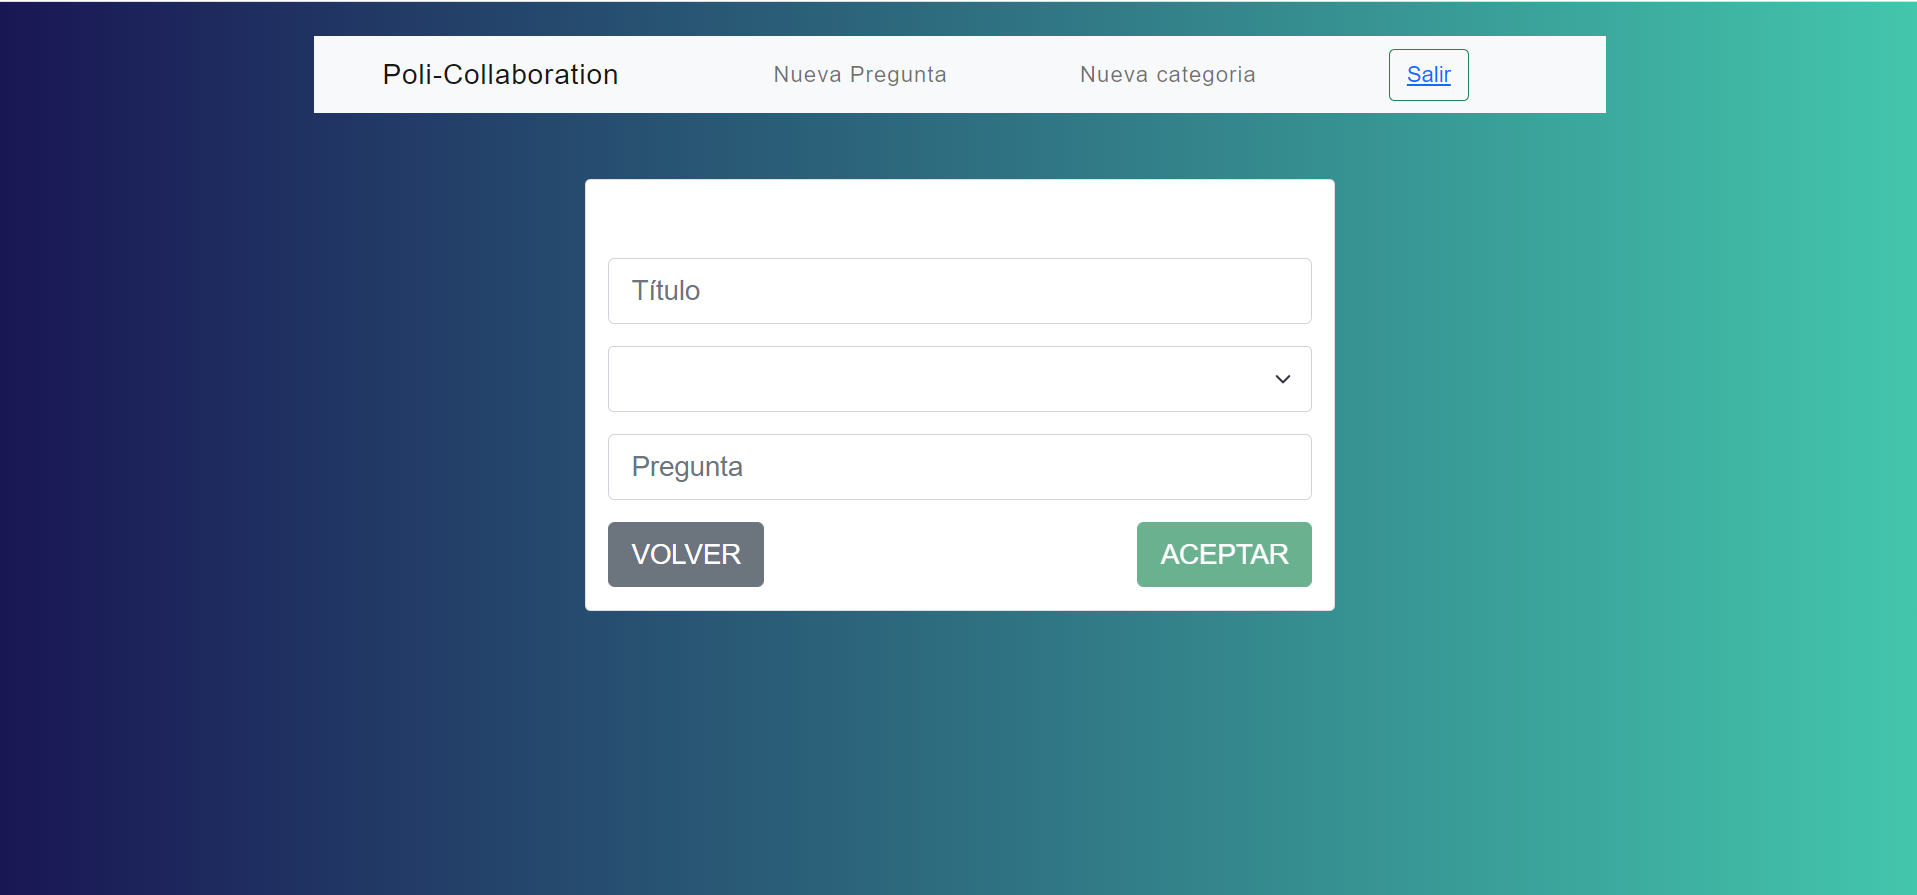 Poli-Collaboration Nueva Pregunta Nueva categoria Salir
Título
Pregunta
VOLVER ACEPTAR